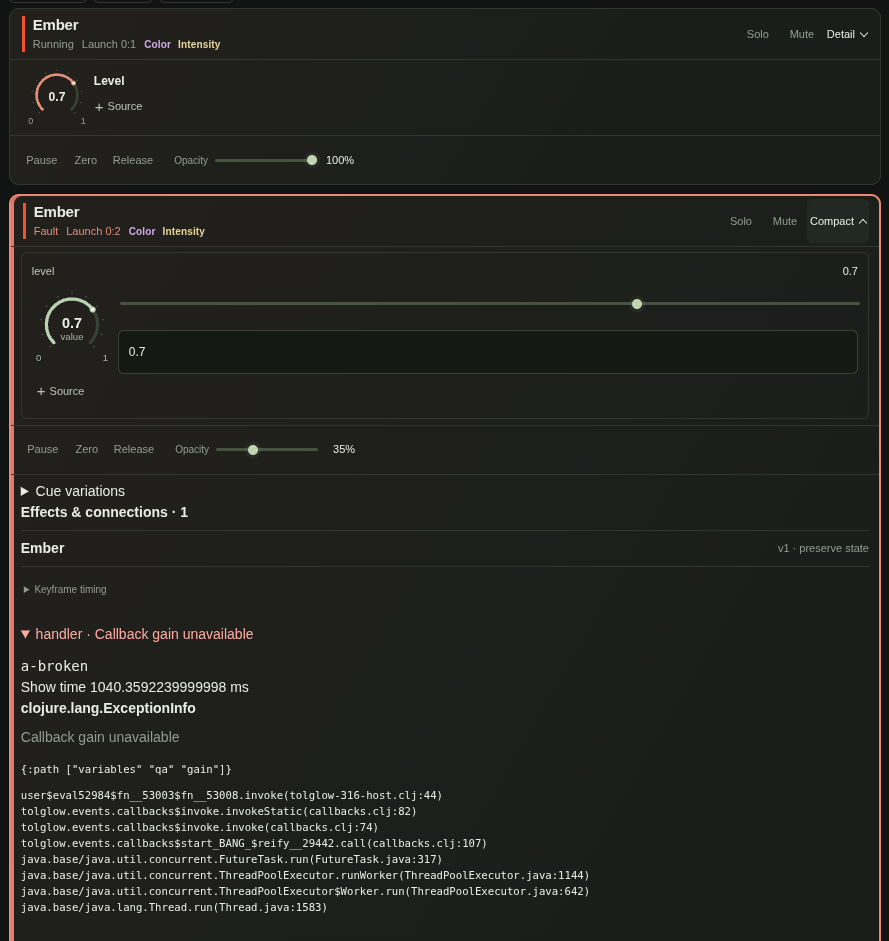 Ember
Running Launch 0:1 Color Intensity
Solo Mute Detail
0.7
0 1
Level
+ Source
Pause Zero Release Opacity 100%
Ember
Fault Launch 0:2 Color Intensity
Solo Mute Compact
level 0.7
0.7
value
0 1
0.7
+ Source
Pause Zero Release Opacity 35%
Cue variations
Effects & connections · 1
Ember v1 · preserve state
Keyframe timing
handler · Callback gain unavailable
a-broken
Show time 1040.3592239999998 ms
clojure.lang.ExceptionInfo
Callback gain unavailable
{:path ["variables" "qa" "gain"]}
user$eval52984$fn__53003$fn__53008.invoke(tolglow-316-host.clj:44)
tolglow.events.callbacks$invoke.invokeStatic(callbacks.clj:82)
tolglow.events.callbacks$invoke.invoke(callbacks.clj:74)
tolglow.events.callbacks$start_BANG_$reify__29442.call(callbacks.clj:107)
java.base/java.util.concurrent.FutureTask.run(FutureTask.java:317)
java.base/java.util.concurrent.ThreadPoolExecutor.runWorker(ThreadPoolExecutor.java:1144)
java.base/java.util.concurrent.ThreadPoolExecutor$Worker.run(ThreadPoolExecutor.java:642)
java.base/java.lang.Thread.run(Thread.java:1583)